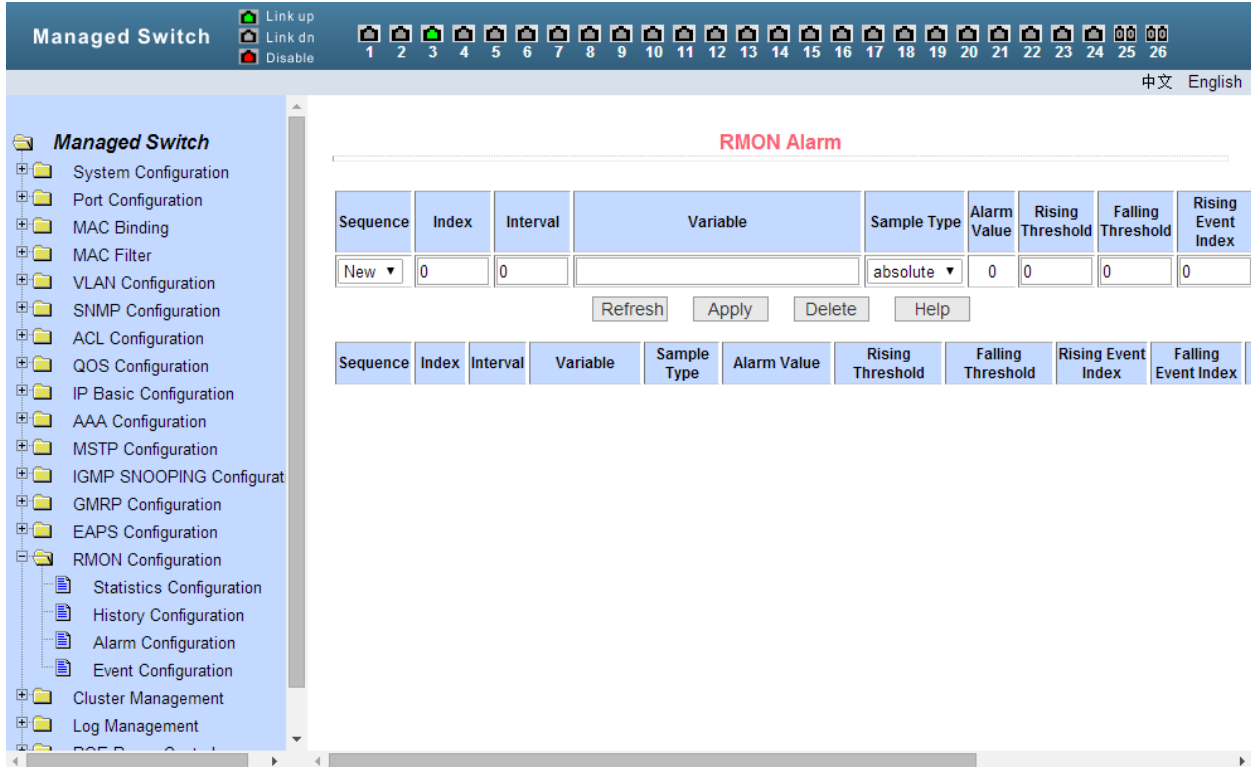 Managed Switch
Link up
Link dn
Disable
1 2 3 4 5 6 7 8 9 10 11 12 13 14 15 16 17 18 19 20 21 22 23 24 25 26
中文 English
Managed Switch
System Configuration
Port Configuration
MAC Binding
MAC Filter
VLAN Configuration
SNMP Configuration
ACL Configuration
QOS Configuration
IP Basic Configuration
AAA Configuration
MSTP Configuration
IGMP SNOOPING Configurat
GMRP Configuration
EAPS Configuration
RMON Configuration
Statistics Configuration
History Configuration
Alarm Configuration
Event Configuration
Cluster Management
Log Management
RMON Alarm
Sequence Index Interval Variable Sample Type Alarm Value Rising Threshold Falling Threshold Rising Event Index
New 0 0 absolute 0 0 0 0
Refresh Apply Delete Help
Sequence Index Interval Variable Sample Type Alarm Value Rising Threshold Falling Threshold Rising Event Index Falling Event Index